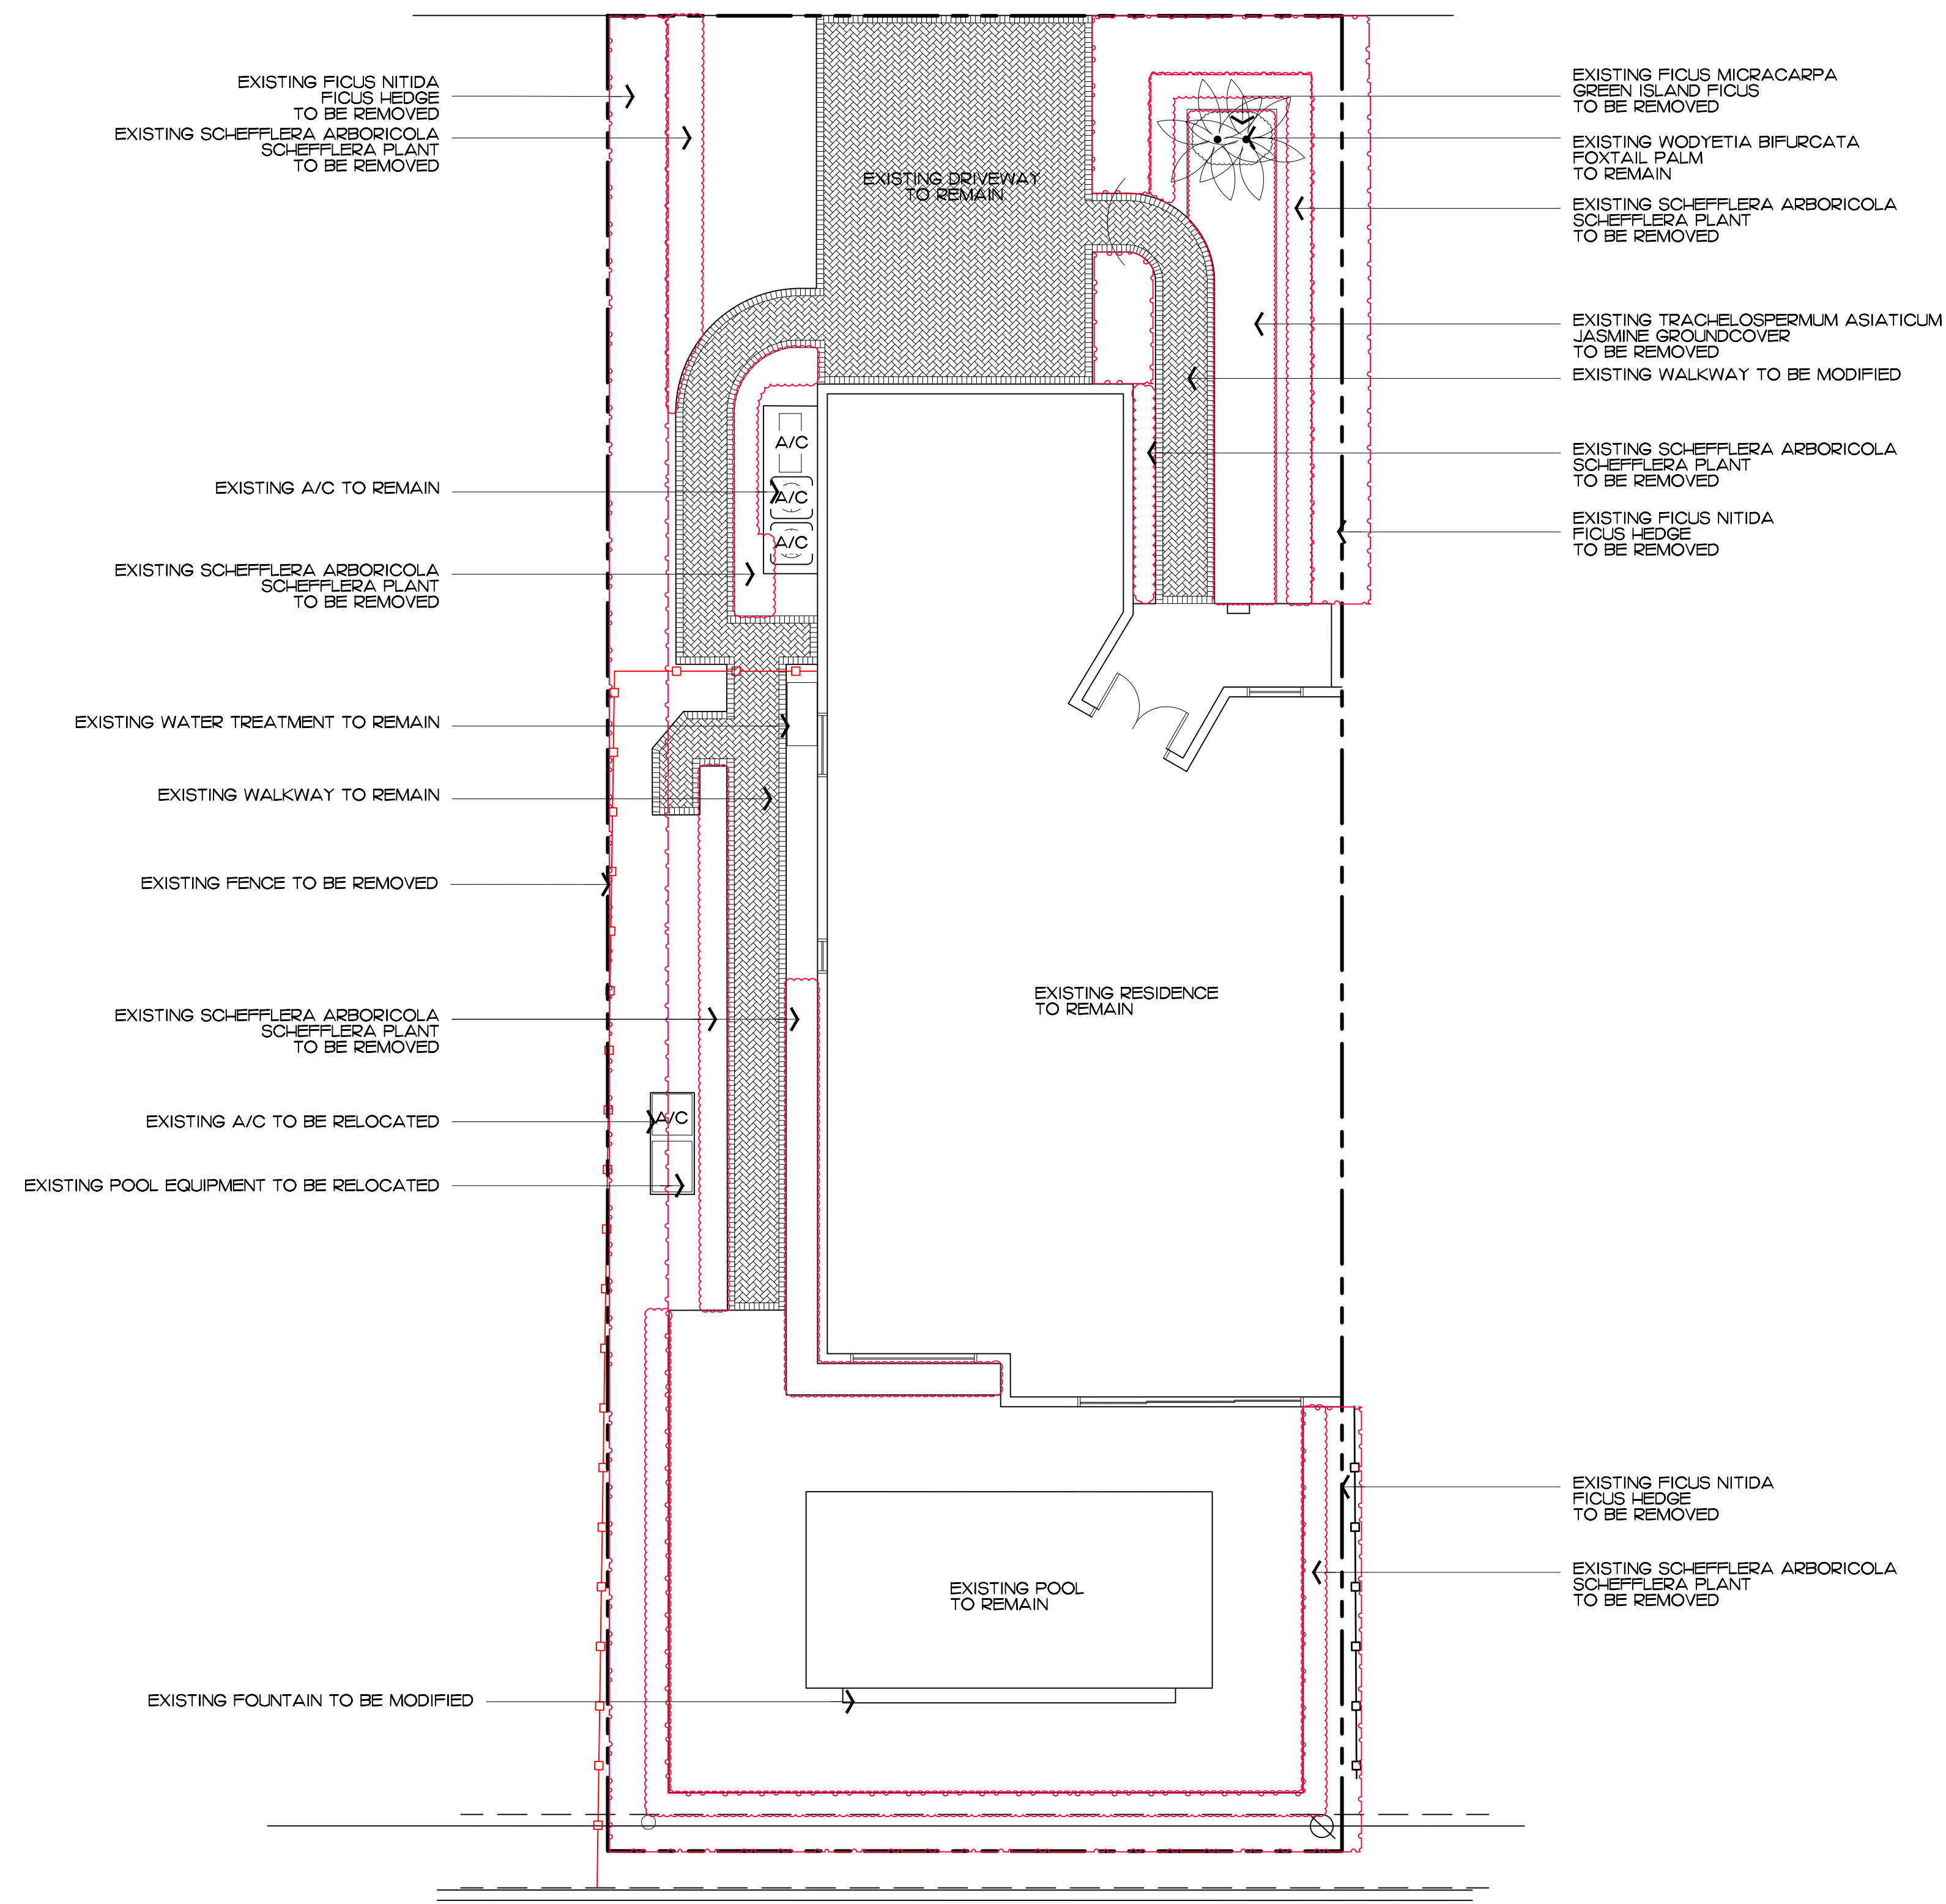 EXISTING FICUS NITIDA
FICUS HEDGE
TO BE REMOVED
EXISTING SCHEFFLERA ARBORICOLA
SCHEFFLERA PLANT
TO BE REMOVED
EXISTING A/C TO REMAIN
EXISTING SCHEFFLERA ARBORICOLA
SCHEFFLERA PLANT
TO BE REMOVED
EXISTING WATER TREATMENT TO REMAIN
EXISTING WALKWAY TO REMAIN
EXISTING FENCE TO BE REMOVED
EXISTING SCHEFFLERA ARBORICOLA
SCHEFFLERA PLANT
TO BE REMOVED
EXISTING A/C TO BE RELOCATED
EXISTING POOL EQUIPMENT TO BE RELOCATED
EXISTING FOUNTAIN TO BE MODIFIED
EXISTING DRIVEWAY
TO REMAIN
A/C
A/C
A/C
EXISTING RESIDENCE
TO REMAIN
A/C
EXISTING POOL
TO REMAIN
EXISTING FICUS MICRACARPA
GREEN ISLAND FICUS
TO BE REMOVED
EXISTING WODYETIA BIFURCATA
FOXTAIL PALM
TO REMAIN
EXISTING SCHEFFLERA ARBORICOLA
SCHEFFLERA PLANT
TO BE REMOVED
EXISTING TRACHELOSPERMUM ASIATICUM
JASMINE GROUNDCOVER
TO BE REMOVED
EXISTING WALKWAY TO BE MODIFIED
EXISTING SCHEFFLERA ARBORICOLA
SCHEFFLERA PLANT
TO BE REMOVED
EXISTING FICUS NITIDA
FICUS HEDGE
TO BE REMOVED
EXISTING FICUS NITIDA
FICUS HEDGE
TO BE REMOVED
EXISTING SCHEFFLERA ARBORICOLA
SCHEFFLERA PLANT
TO BE REMOVED